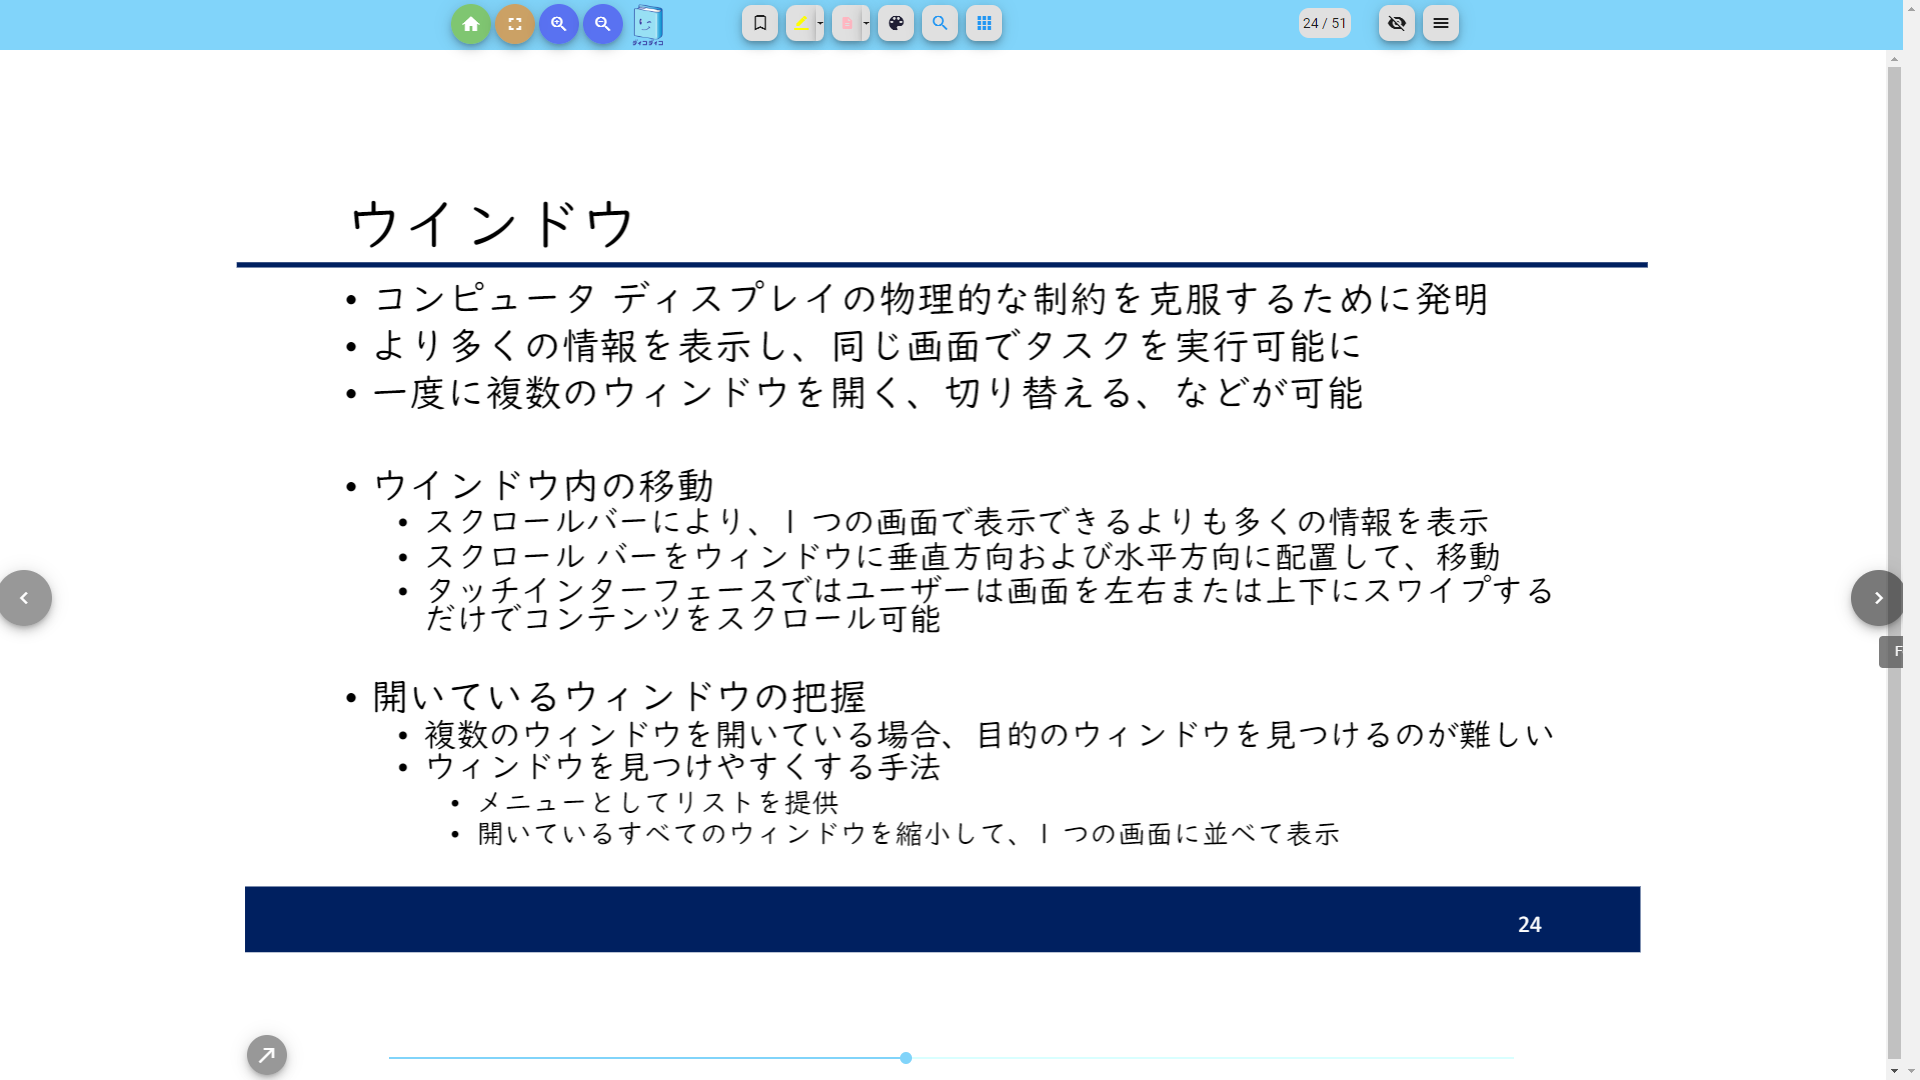 ディコディコ
24 / 51
ウインドウ
• コンピュータ ディスプレイの物理的な制約を克服するために発明
• より多くの情報を表示し、同じ画面でタスクを実行可能に
• 一度に複数のウィンドウを開く、切り替える、などが可能
• ウインドウ内の移動
• スクロールバーにより、1 つの画面で表示できるよりも多くの情報を表示
• スクロール バーをウィンドウに垂直方向および水平方向に配置して、移動
• タッチインターフェースではユーザーは画面を左右または上下にスワイプする
だけでコンテンツをスクロール可能
F
• 開いているウィンドウの把握
• 複数のウィンドウを開いている場合、目的のウィンドウを見つけるのが難しい
• ウィンドウを見つけやすくする手法
• メニューとしてリストを提供
• 開いているすべてのウィンドウを縮小して、1 つの画面に並べて表示
24